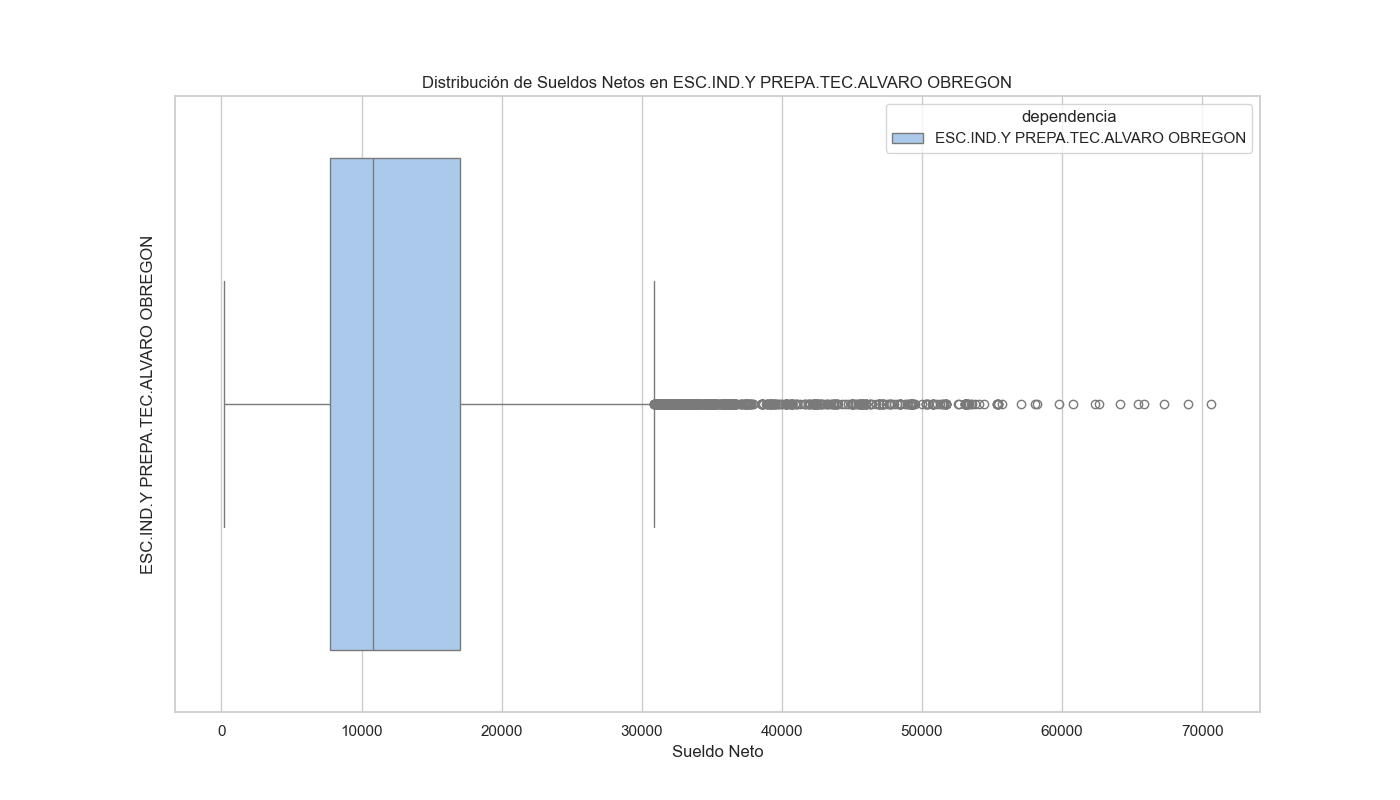 Distribución de Sueldos Netos en ESC.IND.Y PREPA.TEC.ALVARO OBREGON
dependencia
ESC.IND.Y PREPA.TEC.ALVARO OBREGON
ESC.IND.Y PREPA.TEC.ALVARO OBREGON
0 10000 20000 30000 40000 50000 60000 70000
Sueldo Neto